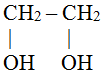 CH₂ – CH₂
OH OH